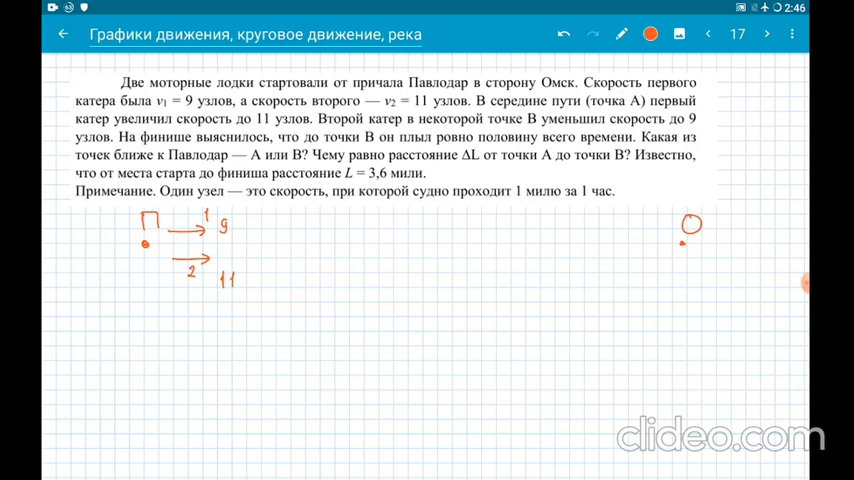 63
2:46
Графики движения, круговое движение, река
17
Две моторные лодки стартовали от причала Павлодар в сторону Омск. Скорость первого
катера была v₁ = 9 узлов, а скорость второго — v₂ = 11 узлов. В середине пути (точка А) первый
катер увеличил скорость до 11 узлов. Второй катер в некоторой точке В уменьшил скорость до 9
узлов. На финише выяснилось, что до точки В он плыл ровно половину всего времени. Какая из
точек ближе к Павлодар — А или В? Чему равно расстояние ΔL от точки А до точки В? Известно,
что от места старта до финиша расстояние L = 3,6 мили.
Примечание. Один узел — это скорость, при которой судно проходит 1 милю за 1 час.
П 1 9 О
2 11
clideo.com